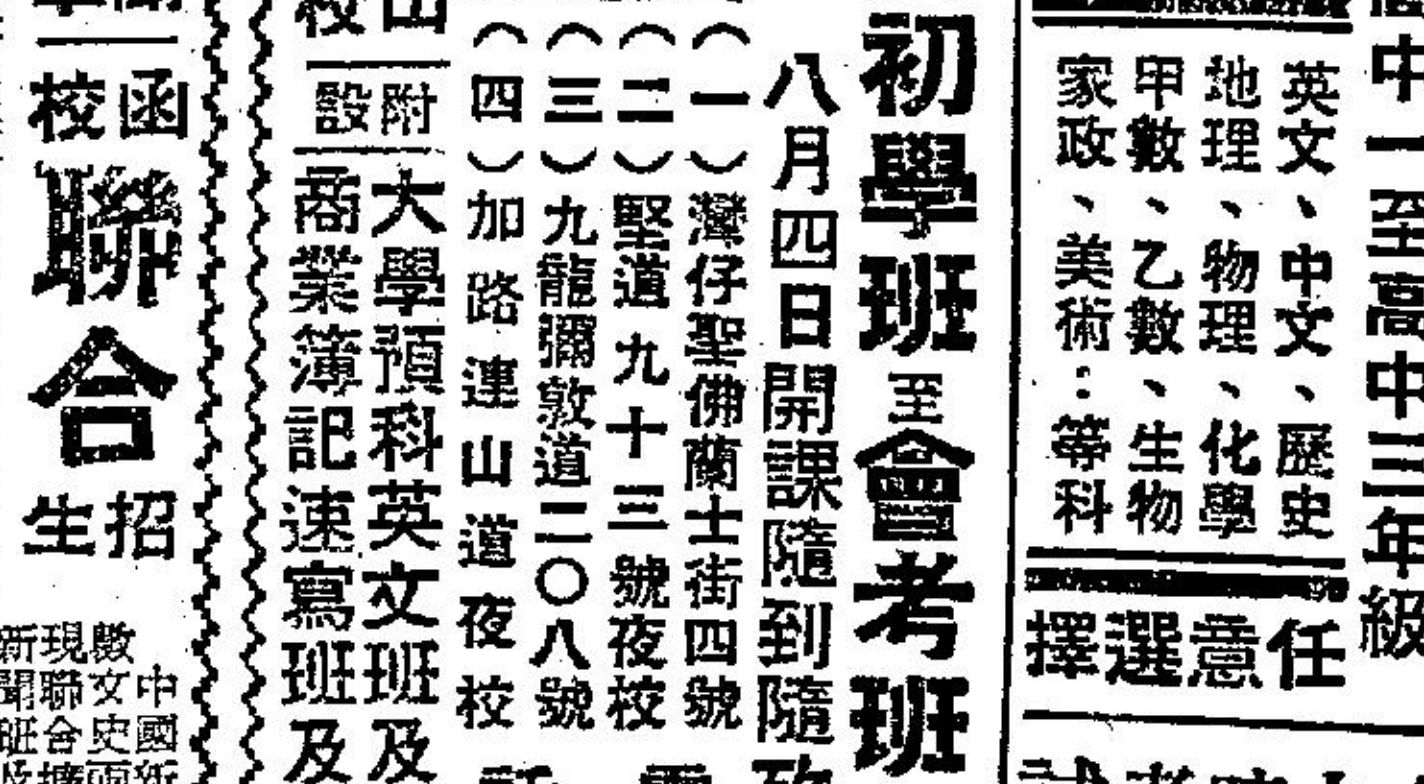 中一至高中三年級
英文、中文、歷史
地理、物理、化學
甲數、乙數、生物
家政、美術：等科
任意選擇
初學班至會考班
八月四日開課隨到隨
（一）灣仔聖佛蘭士街四號
（二）堅道九十三號夜校
（三）九龍彌敦道二〇八號
（四）加路連山道夜校
附設
大學預科英文班及
商業簿記速寫班及
函
校
聯合
招
生
中國新
數文史
現聯合
新聞班